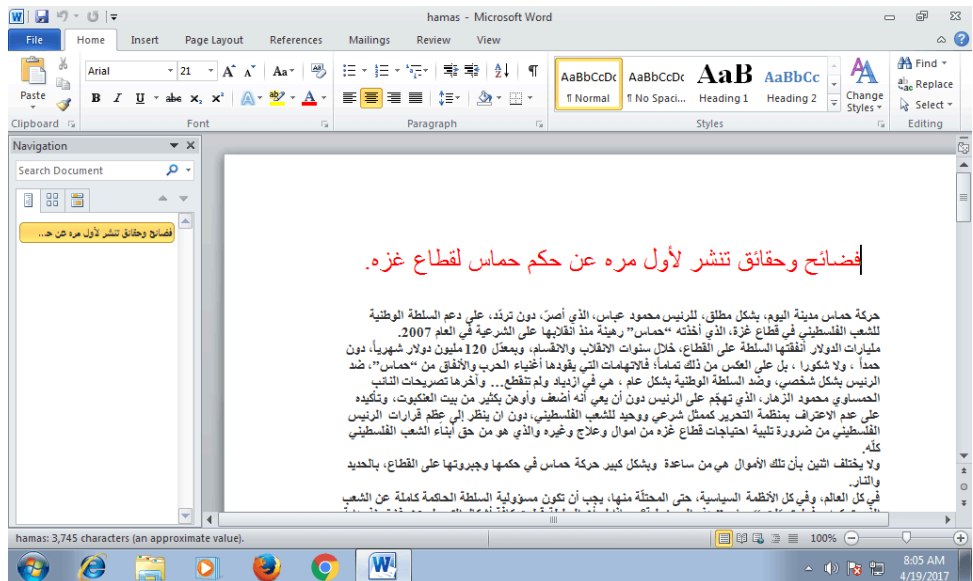 hamas - Microsoft Word
File Home Insert Page Layout References Mailings Review View
Paste
Arial 21
AaBbCcDc AaBbCcDc AaB AaBbCc
¶ Normal ¶ No Spaci... Heading 1 Heading 2
Change Styles
Find
Replace
Select
Clipboard Font Paragraph Styles Editing
Navigation
Search Document
فضائح وحقائق تنشر لأول مره عن حـ...
فضائح وحقائق تنشر لأول مره عن حكم حماس لقطاع غزه.
حركة حماس مدينة اليوم، بشكل مطلق، للرئيس محمود عباس، الذي أصرّ، دون تردّد، على دعم السلطة الوطنية
للشعب الفلسطيني في قطاع غزة، الذي أخذته “حماس” رهينة منذ انقلابها على الشرعية في العام 2007.
مليارات الدولار أنفقتها السلطة على القطاع، خلال سنوات الانقلاب والانقسام، وبمعدّل 120 مليون دولار شهرياً، دون
حمداً ، ولا شكورا ، بل على العكس من ذلك تماماً؛ فالاتهامات التي يقودها أغنياء الحرب والأنفاق من “حماس”، ضد
الرئيس بشكل شخصي، وضد السلطة الوطنية بشكل عام ، هي في ازدياد ولم تنقطع... وآخرها تصريحات النائب
الحمساوي محمود الزهار، الذي تهجّم على الرئيس دون أن يعي أنه أضعف وأوهن بكثير من بيت العنكبوت، وتأكيده
على عدم الاعتراف بمنظمة التحرير كممثل شرعي ووحيد للشعب الفلسطيني، دون ان ينظر إلى عظم قرارات الرئيس
الفلسطيني من ضرورة تلبية احتياجات قطاع غزه من اموال وعلاج وغيره والذي هو من حق أبناء الشعب الفلسطيني
كلّه.
ولا يختلف اثنين بأن تلك الأموال هي من ساعدة وبشكل كبير حركة حماس في حكمها وجبروتها على القطاع، بالحديد
والنار.
في كل العالم، وفي كل الأنظمة السياسية، حتى المحتلّة منها، يجب أن تكون مسؤولية السلطة الحاكمة كاملة عن الشعب
hamas: 3,745 characters (an approximate value).
100%
8:05 AM
4/19/2017